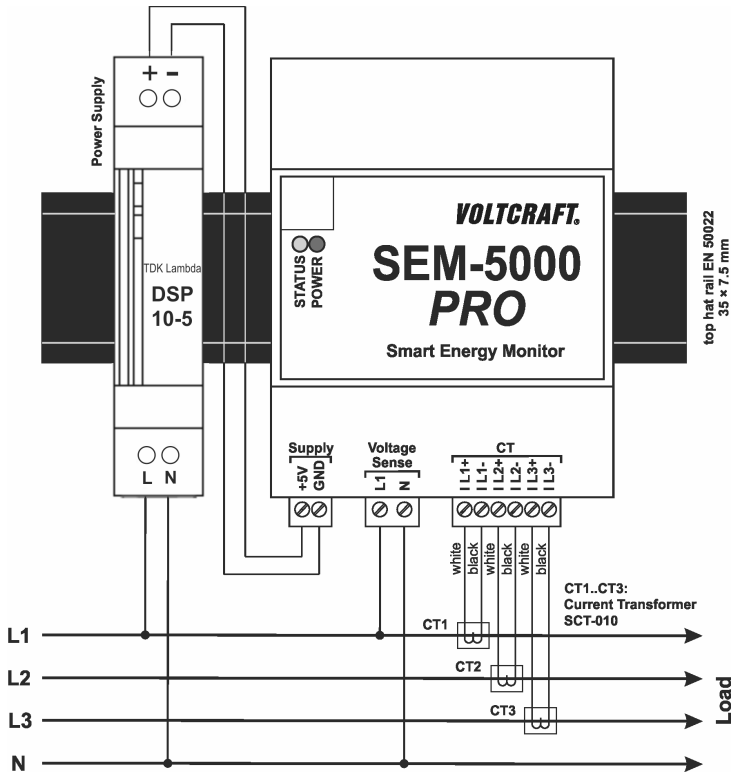 + -
Power Supply
TDK Lambda
DSP
10-5
L N
VOLTCRAFT®
STATUS
POWER
SEM-5000
PRO
Smart Energy Monitor
top hat rail EN 50022
35 × 7.5 mm
Supply
+5V
GND
Voltage
Sense
L1
N
CT
I L1+
I L1-
I L2+
I L2-
I L3+
I L3-
white
black
white
black
white
black
CT1..CT3:
Current Transformer
SCT-010
CT1
L1
CT2
L2
CT3
L3
N
Load